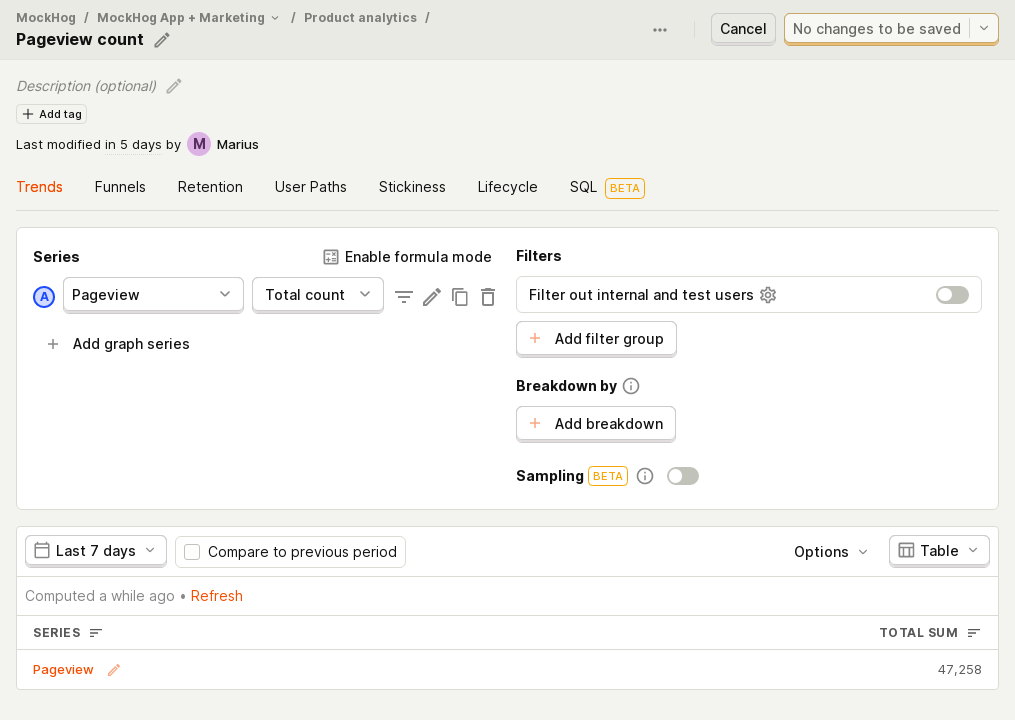 MockHog / MockHog App + Marketing / Product analytics /
Pageview count
Cancel
No changes to be saved
Description (optional)
Add tag
Last modified in 5 days by M Marius
Trends Funnels Retention User Paths Stickiness Lifecycle SQL BETA
Series
Enable formula mode
A Pageview Total count
Add graph series
Filters
Filter out internal and test users
Add filter group
Breakdown by
Add breakdown
Sampling BETA
Last 7 days Compare to previous period Options Table
Computed a while ago • Refresh
SERIES TOTAL SUM
Pageview 47,258